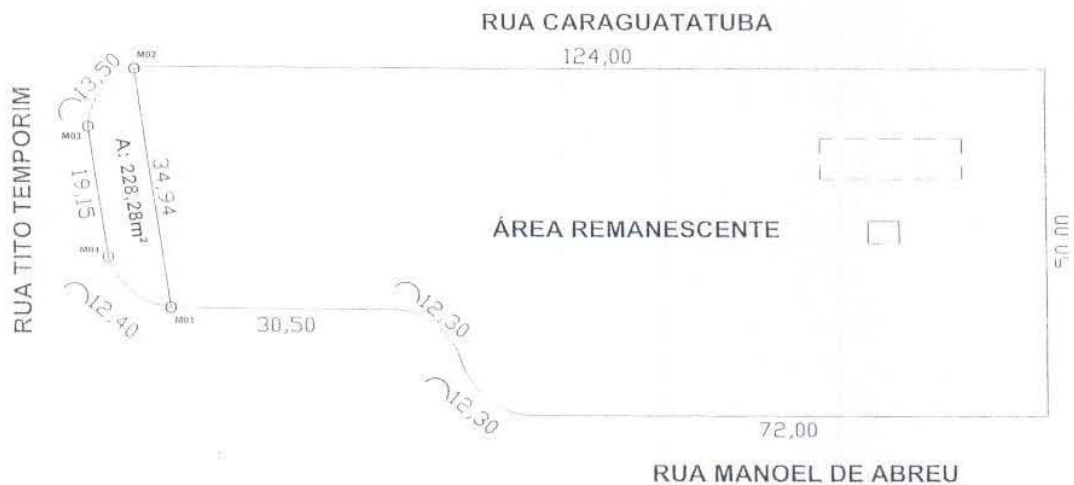 RUA CARAGUATATUBA
124,00
M02
13,50
M03
RUA TITO TEMPORIM
19,15
A: 228,28m²
34,94
M04
12,40
M01
30,50
ÁREA REMANESCENTE
50,00
12,30
12,30
72,00
RUA MANOEL DE ABREU